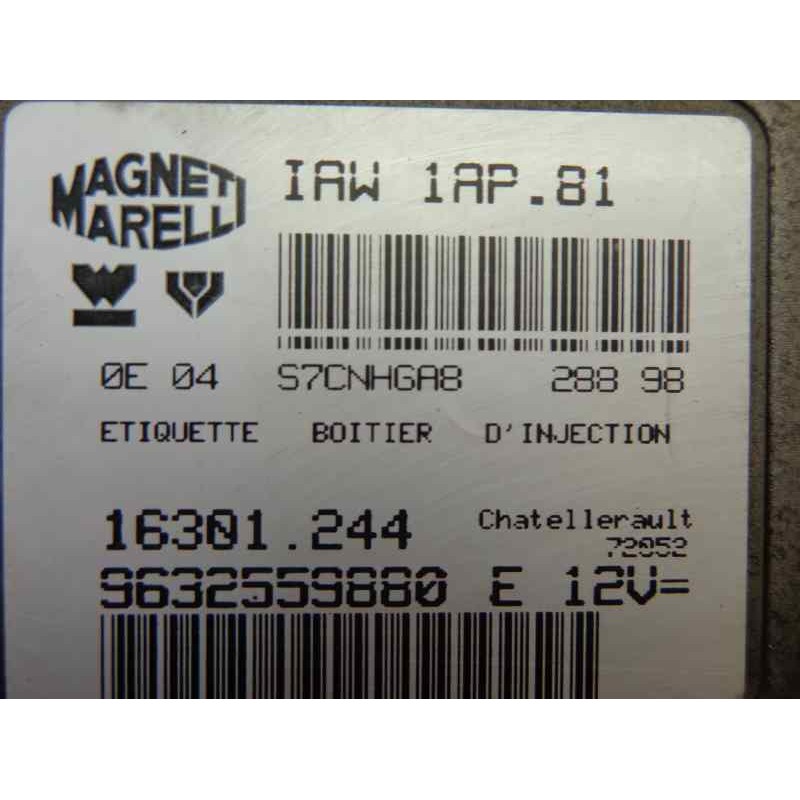 MAGNETI
MARELLI
IAW 1AP.81
0E 04 S7CNHGA8 288 98
ETIQUETTE BOITIER D'INJECTION
16301.244 Chatellerault
72052
9632559880 E 12V=